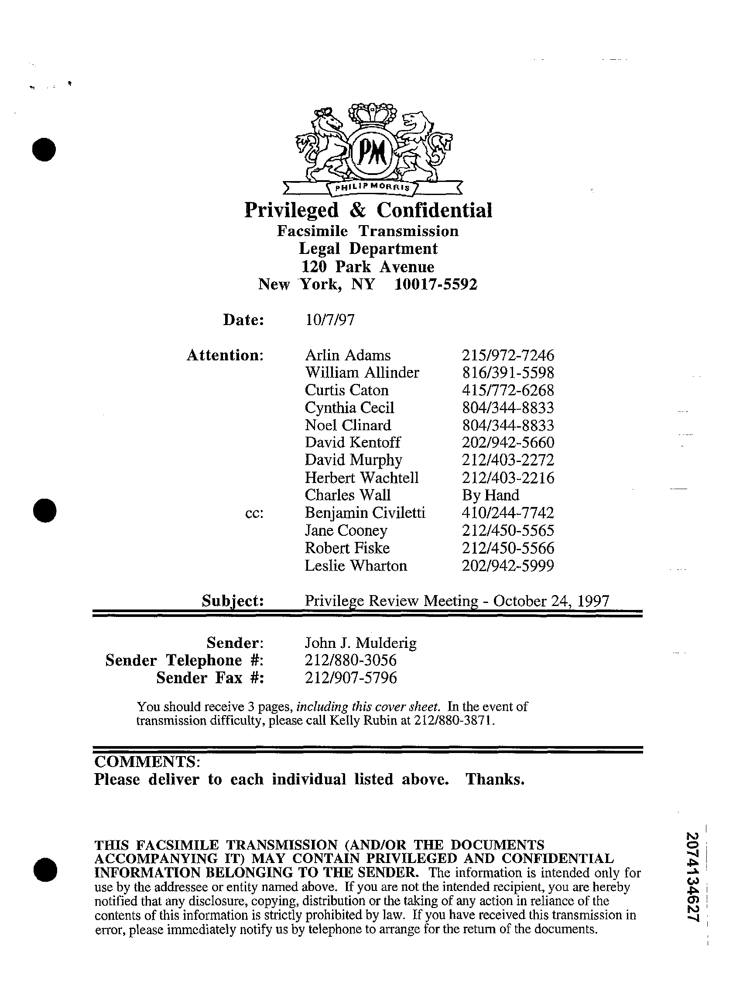 PM
PHILIP MORRIS
Privileged & Confidential
Facsimile Transmission
Legal Department
120 Park Avenue
New York, NY 10017-5592
Date: 10/7/97
Attention: Arlin Adams 215/972-7246
William Allinder 816/391-5598
Curtis Caton 415/772-6268
Cynthia Cecil 804/344-8833
Noel Clinard 804/344-8833
David Kentoff 202/942-5660
David Murphy 212/403-2272
Herbert Wachtell 212/403-2216
Charles Wall By Hand
cc: Benjamin Civiletti 410/244-7742
Jane Cooney 212/450-5565
Robert Fiske 212/450-5566
Leslie Wharton 202/942-5999
Subject: Privilege Review Meeting - October 24, 1997
Sender: John J. Mulderig
Sender Telephone #: 212/880-3056
Sender Fax #: 212/907-5796
You should receive 3 pages, including this cover sheet. In the event of
transmission difficulty, please call Kelly Rubin at 212/880-3871.
COMMENTS:
Please deliver to each individual listed above. Thanks.
THIS FACSIMILE TRANSMISSION (AND/OR THE DOCUMENTS
ACCOMPANYING IT) MAY CONTAIN PRIVILEGED AND CONFIDENTIAL
INFORMATION BELONGING TO THE SENDER. The information is intended only for
use by the addressee or entity named above. If you are not the intended recipient, you are hereby
notified that any disclosure, copying, distribution or the taking of any action in reliance of the
contents of this information is strictly prohibited by law. If you have received this transmission in
error, please immediately notify us by telephone to arrange for the return of the documents.
2074134627